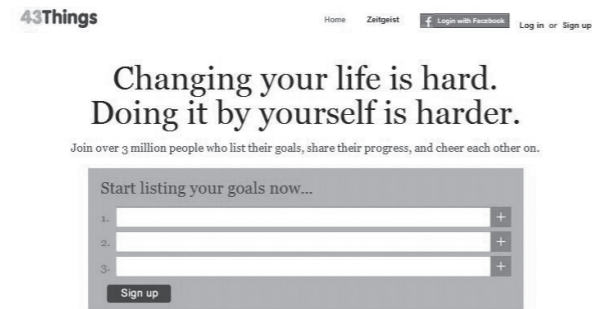 43Things
Home Zeitgeist f Login with Facebook Log in or Sign up
Changing your life is hard.
Doing it by yourself is harder.
Join over 3 million people who list their goals, share their progress, and cheer each other on.
Start listing your goals now...
1. +
2. +
3. +
Sign up